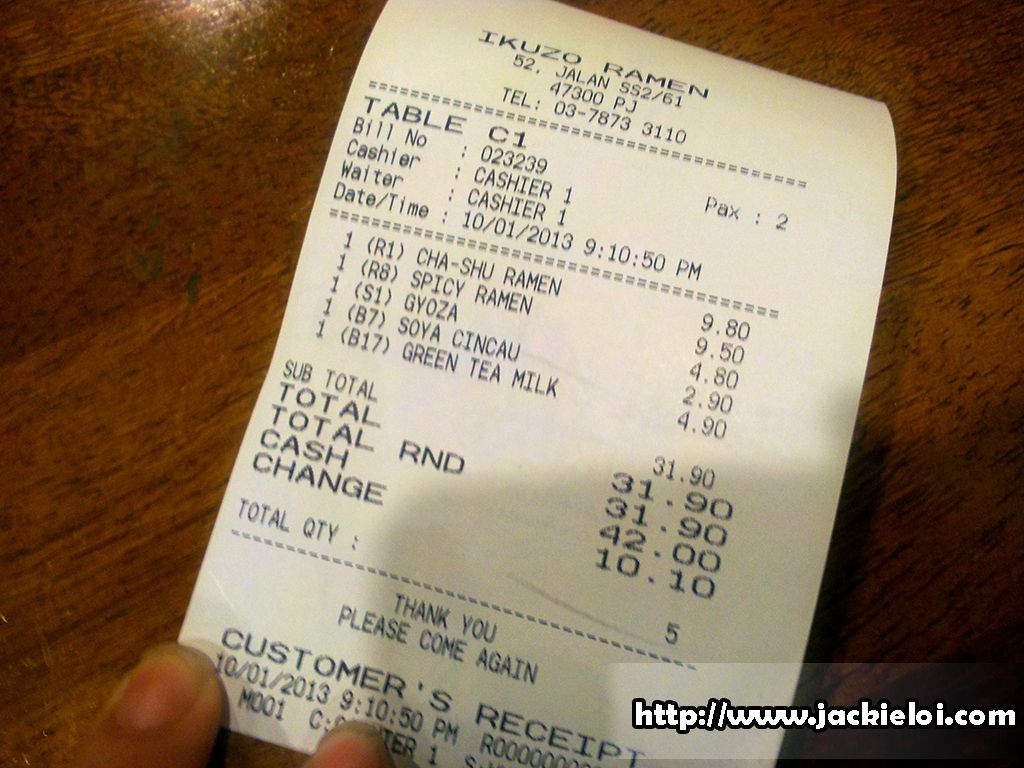 IKUZO RAMEN
52, JALAN SS2/61
47300 PJ
TEL: 03-7873 3110
TABLE C1
Bill No : 023239
Cashier : CASHIER 1 Pax : 2
Waiter : CASHIER 1
Date/Time : 10/01/2013 9:10:50 PM
1 (R1) CHA-SHU RAMEN 9.80
1 (R8) SPICY RAMEN 9.50
1 (S1) GYOZA 4.80
1 (B7) SOYA CINCAU 2.90
1 (B17) GREEN TEA MILK 4.90
SUB TOTAL 31.90
TOTAL 31.90
TOTAL RND 31.90
CASH 42.00
CHANGE 10.10
TOTAL QTY : 5
THANK YOU
PLEASE COME AGAIN
CUSTOMER'S RECEIPT
10/01/2013 9:10:50 PM
M001
http://www.jackieloi.com